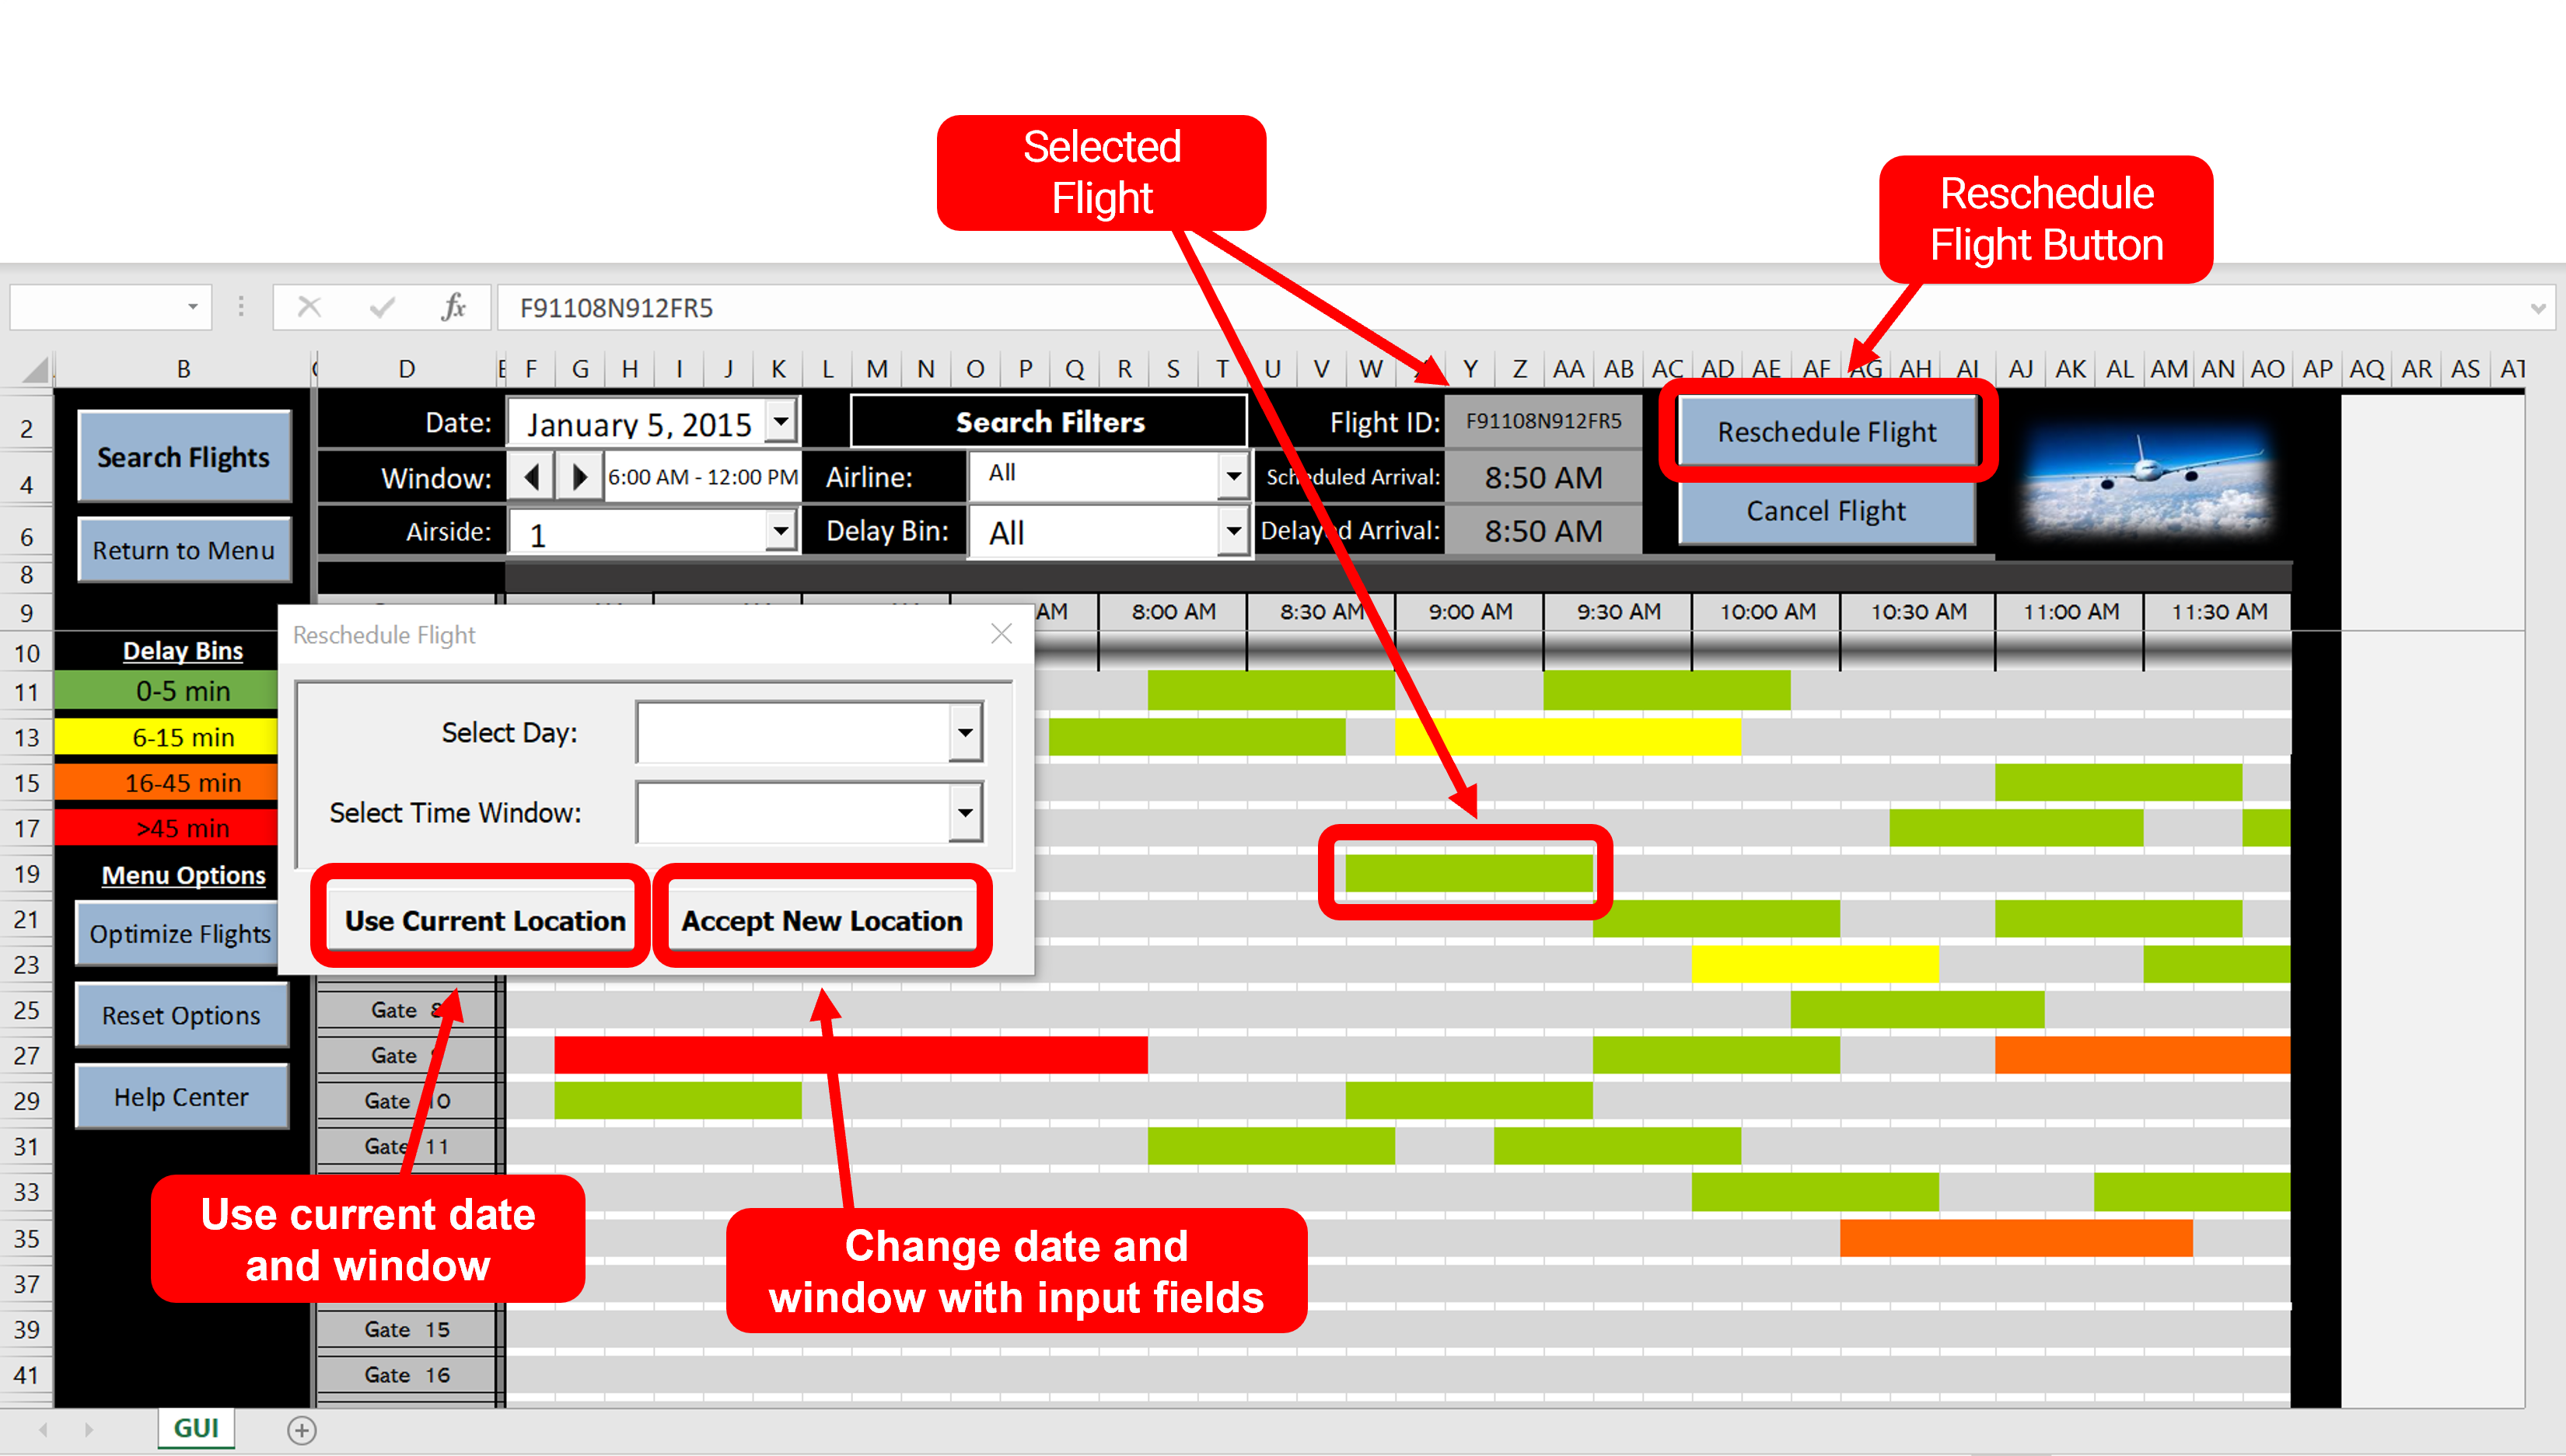 Selected
Flight
Reschedule
Flight Button
fx
F91108N912FR5
B D F G H I J K L M N O P Q R S T U V W Y Z AA AB AC AD AE AF AG AH AI AJ AK AL AM AN AO AP AQ AR AS AT
2
4
6
8
9
10
11
13
15
17
19
21
23
25
27
29
31
33
35
37
39
41
Search Flights
Return to Menu
Date:
January 5, 2015
Window:
6:00 AM - 12:00 PM
Airside:
1
Search Filters
Airline:
All
Delay Bin:
All
Flight ID:
F91108N912FR5
Scheduled Arrival:
8:50 AM
Delayed Arrival:
8:50 AM
Reschedule Flight
Cancel Flight
AM 8:00 AM 8:30 AM 9:00 AM 9:30 AM 10:00 AM 10:30 AM 11:00 AM 11:30 AM
Delay Bins
0-5 min
6-15 min
16-45 min
>45 min
Menu Options
Optimize Flights
Reset Options
Help Center
Reschedule Flight
Select Day:
Select Time Window:
Use Current Location
Accept New Location
Gate 8
Gate
Gate 10
Gate 11
Gate 15
Gate 16
Use current date
and window
Change date and
window with input fields
GUI